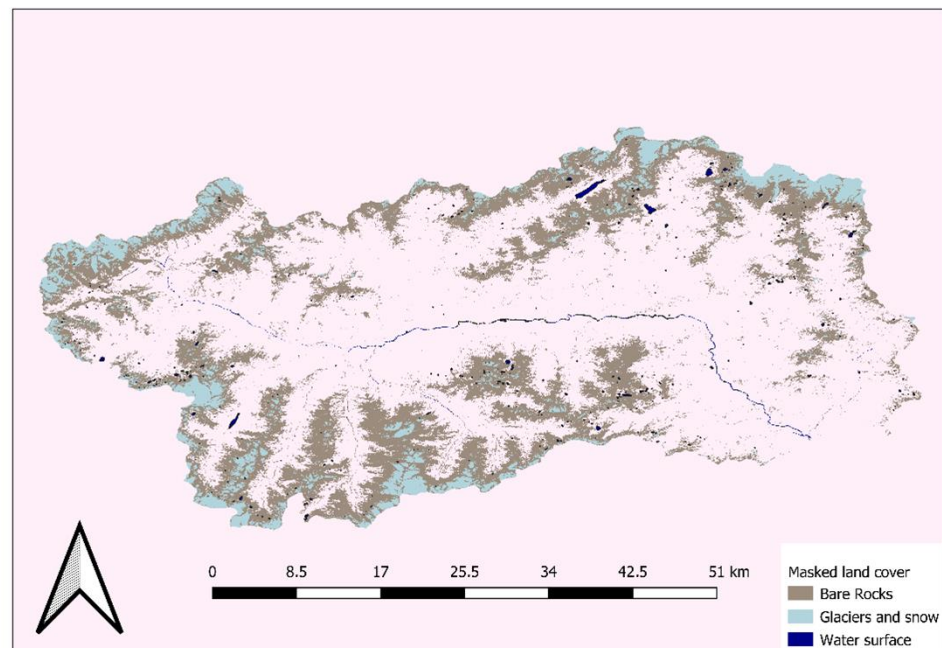 0 8.5 17 25.5 34 42.5 51 km
Masked land cover
Bare Rocks
Glaciers and snow
Water surface